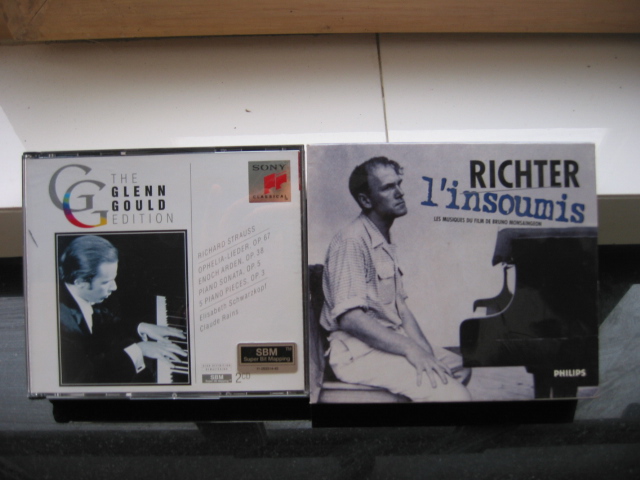 THE
GLENN
GOULD
EDITION
GG
SONY
CLASSICAL
RICHARD STRAUSS
OPHELIA-LIEDER, OP. 67
ENOCH ARDEN, OP. 38
PIANO SONATA, OP. 5
5 PIANO PIECES, OP. 3
Elisabeth Schwarzkopf
Claude Rains
SBM
Super Bit Mapping
SBM
2CD
RICHTER
l'insoumis
LES MUSIQUES DU FILM DE BRUNO MONSAINGEON
PHILIPS